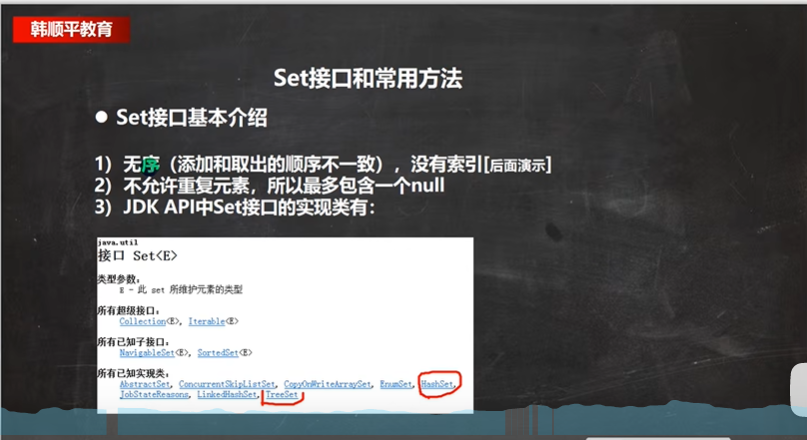 韩顺平教育
Set接口和常用方法
● Set接口基本介绍
1）无序（添加和取出的顺序不一致），没有索引[后面演示]
2）不允许重复元素，所以最多包含一个null
3）JDK API中Set接口的实现类有：
java.util
接口 Set<E>
类型参数：
E - 此 set 所维护元素的类型
所有超级接口：
Collection<E>, Iterable<E>
所有已知子接口：
NavigableSet<E>, SortedSet<E>
所有已知实现类：
AbstractSet, ConcurrentSkipListSet, CopyOnWriteArraySet, EnumSet, HashSet,
JobStateReasons, LinkedHashSet, TreeSet